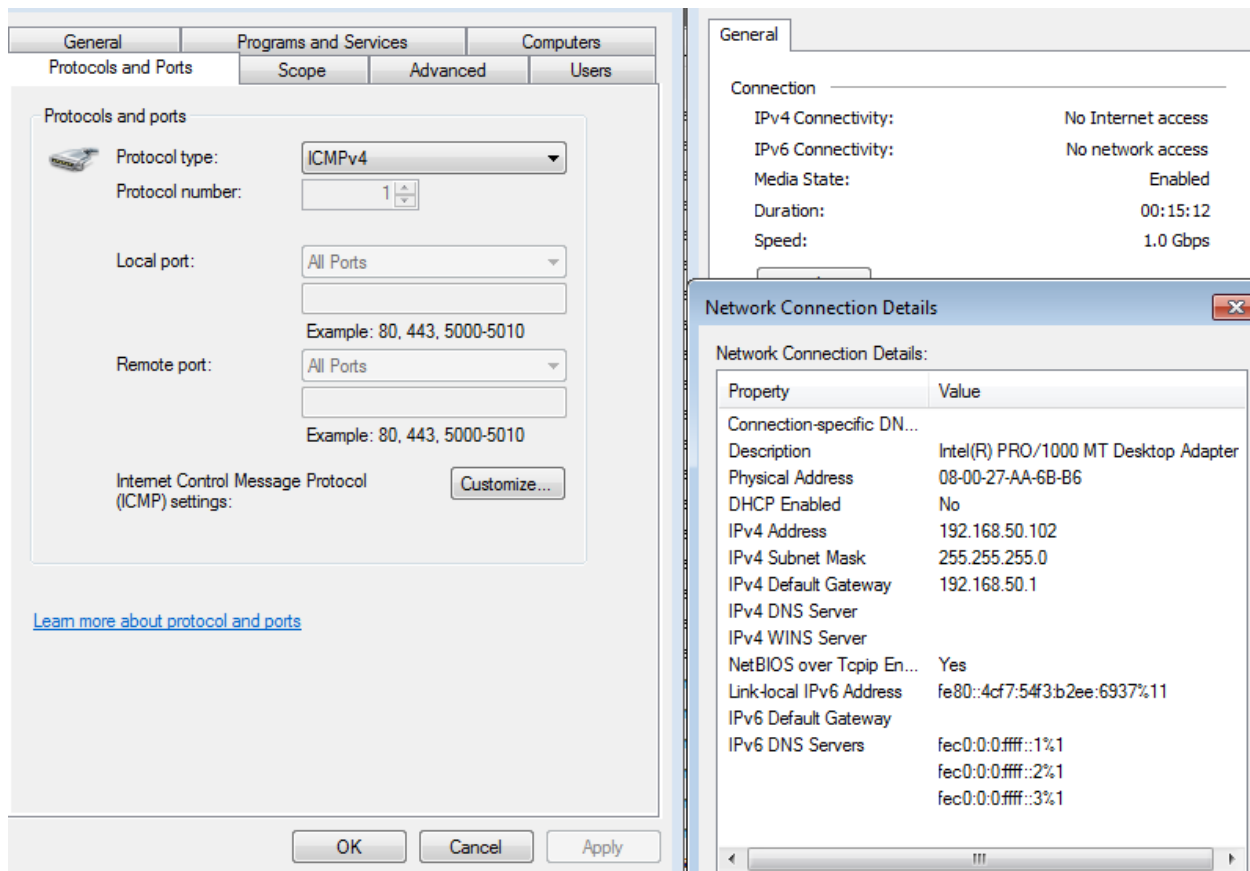 General Programs and Services Computers
Protocols and Ports Scope Advanced Users
Protocols and ports
Protocol type: ICMPv4
Protocol number: 1
Local port: All Ports
Example: 80, 443, 5000-5010
Remote port: All Ports
Example: 80, 443, 5000-5010
Internet Control Message Protocol
(ICMP) settings: Customize...
Learn more about protocol and ports
OK Cancel Apply
General
Connection
IPv4 Connectivity: No Internet access
IPv6 Connectivity: No network access
Media State: Enabled
Duration: 00:15:12
Speed: 1.0 Gbps
Network Connection Details
Network Connection Details:
Property Value
Connection-specific DN...
Description Intel(R) PRO/1000 MT Desktop Adapter
Physical Address 08-00-27-AA-6B-B6
DHCP Enabled No
IPv4 Address 192.168.50.102
IPv4 Subnet Mask 255.255.255.0
IPv4 Default Gateway 192.168.50.1
IPv4 DNS Server
IPv4 WINS Server
NetBIOS over Tcpip En... Yes
Link-local IPv6 Address fe80::4cf7:54f3:b2ee:6937%11
IPv6 Default Gateway
IPv6 DNS Servers fec0:0:0:ffff::1%1
fec0:0:0:ffff::2%1
fec0:0:0:ffff::3%1